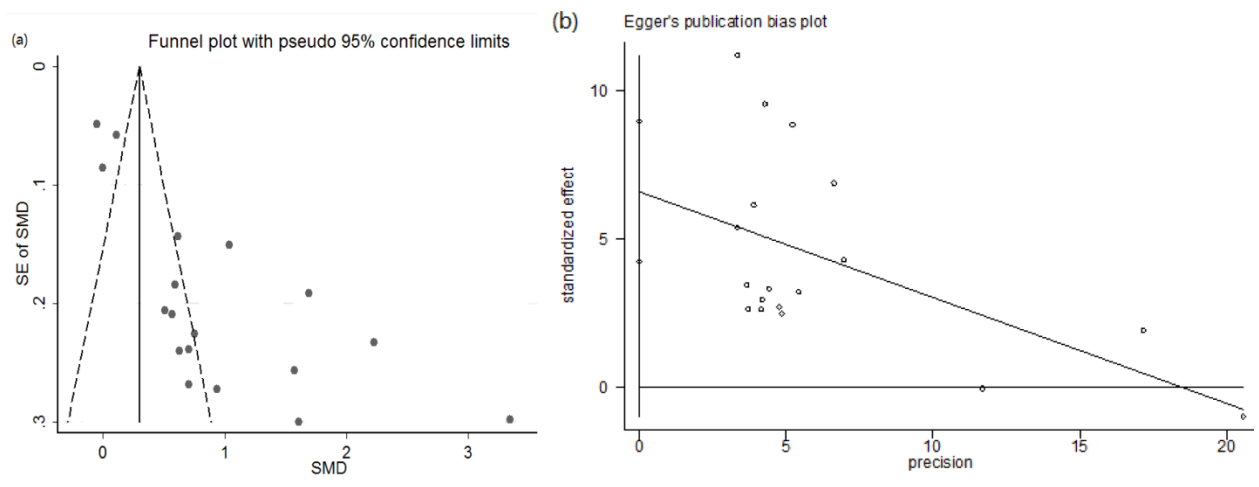 (a)
Funnel plot with pseudo 95% confidence limits
SE of SMD
0
.1
.2
.3
0
1
2
3
SMD
(b)
Egger's publication bias plot
standardized effect
10
5
0
0
5
10
15
20
precision